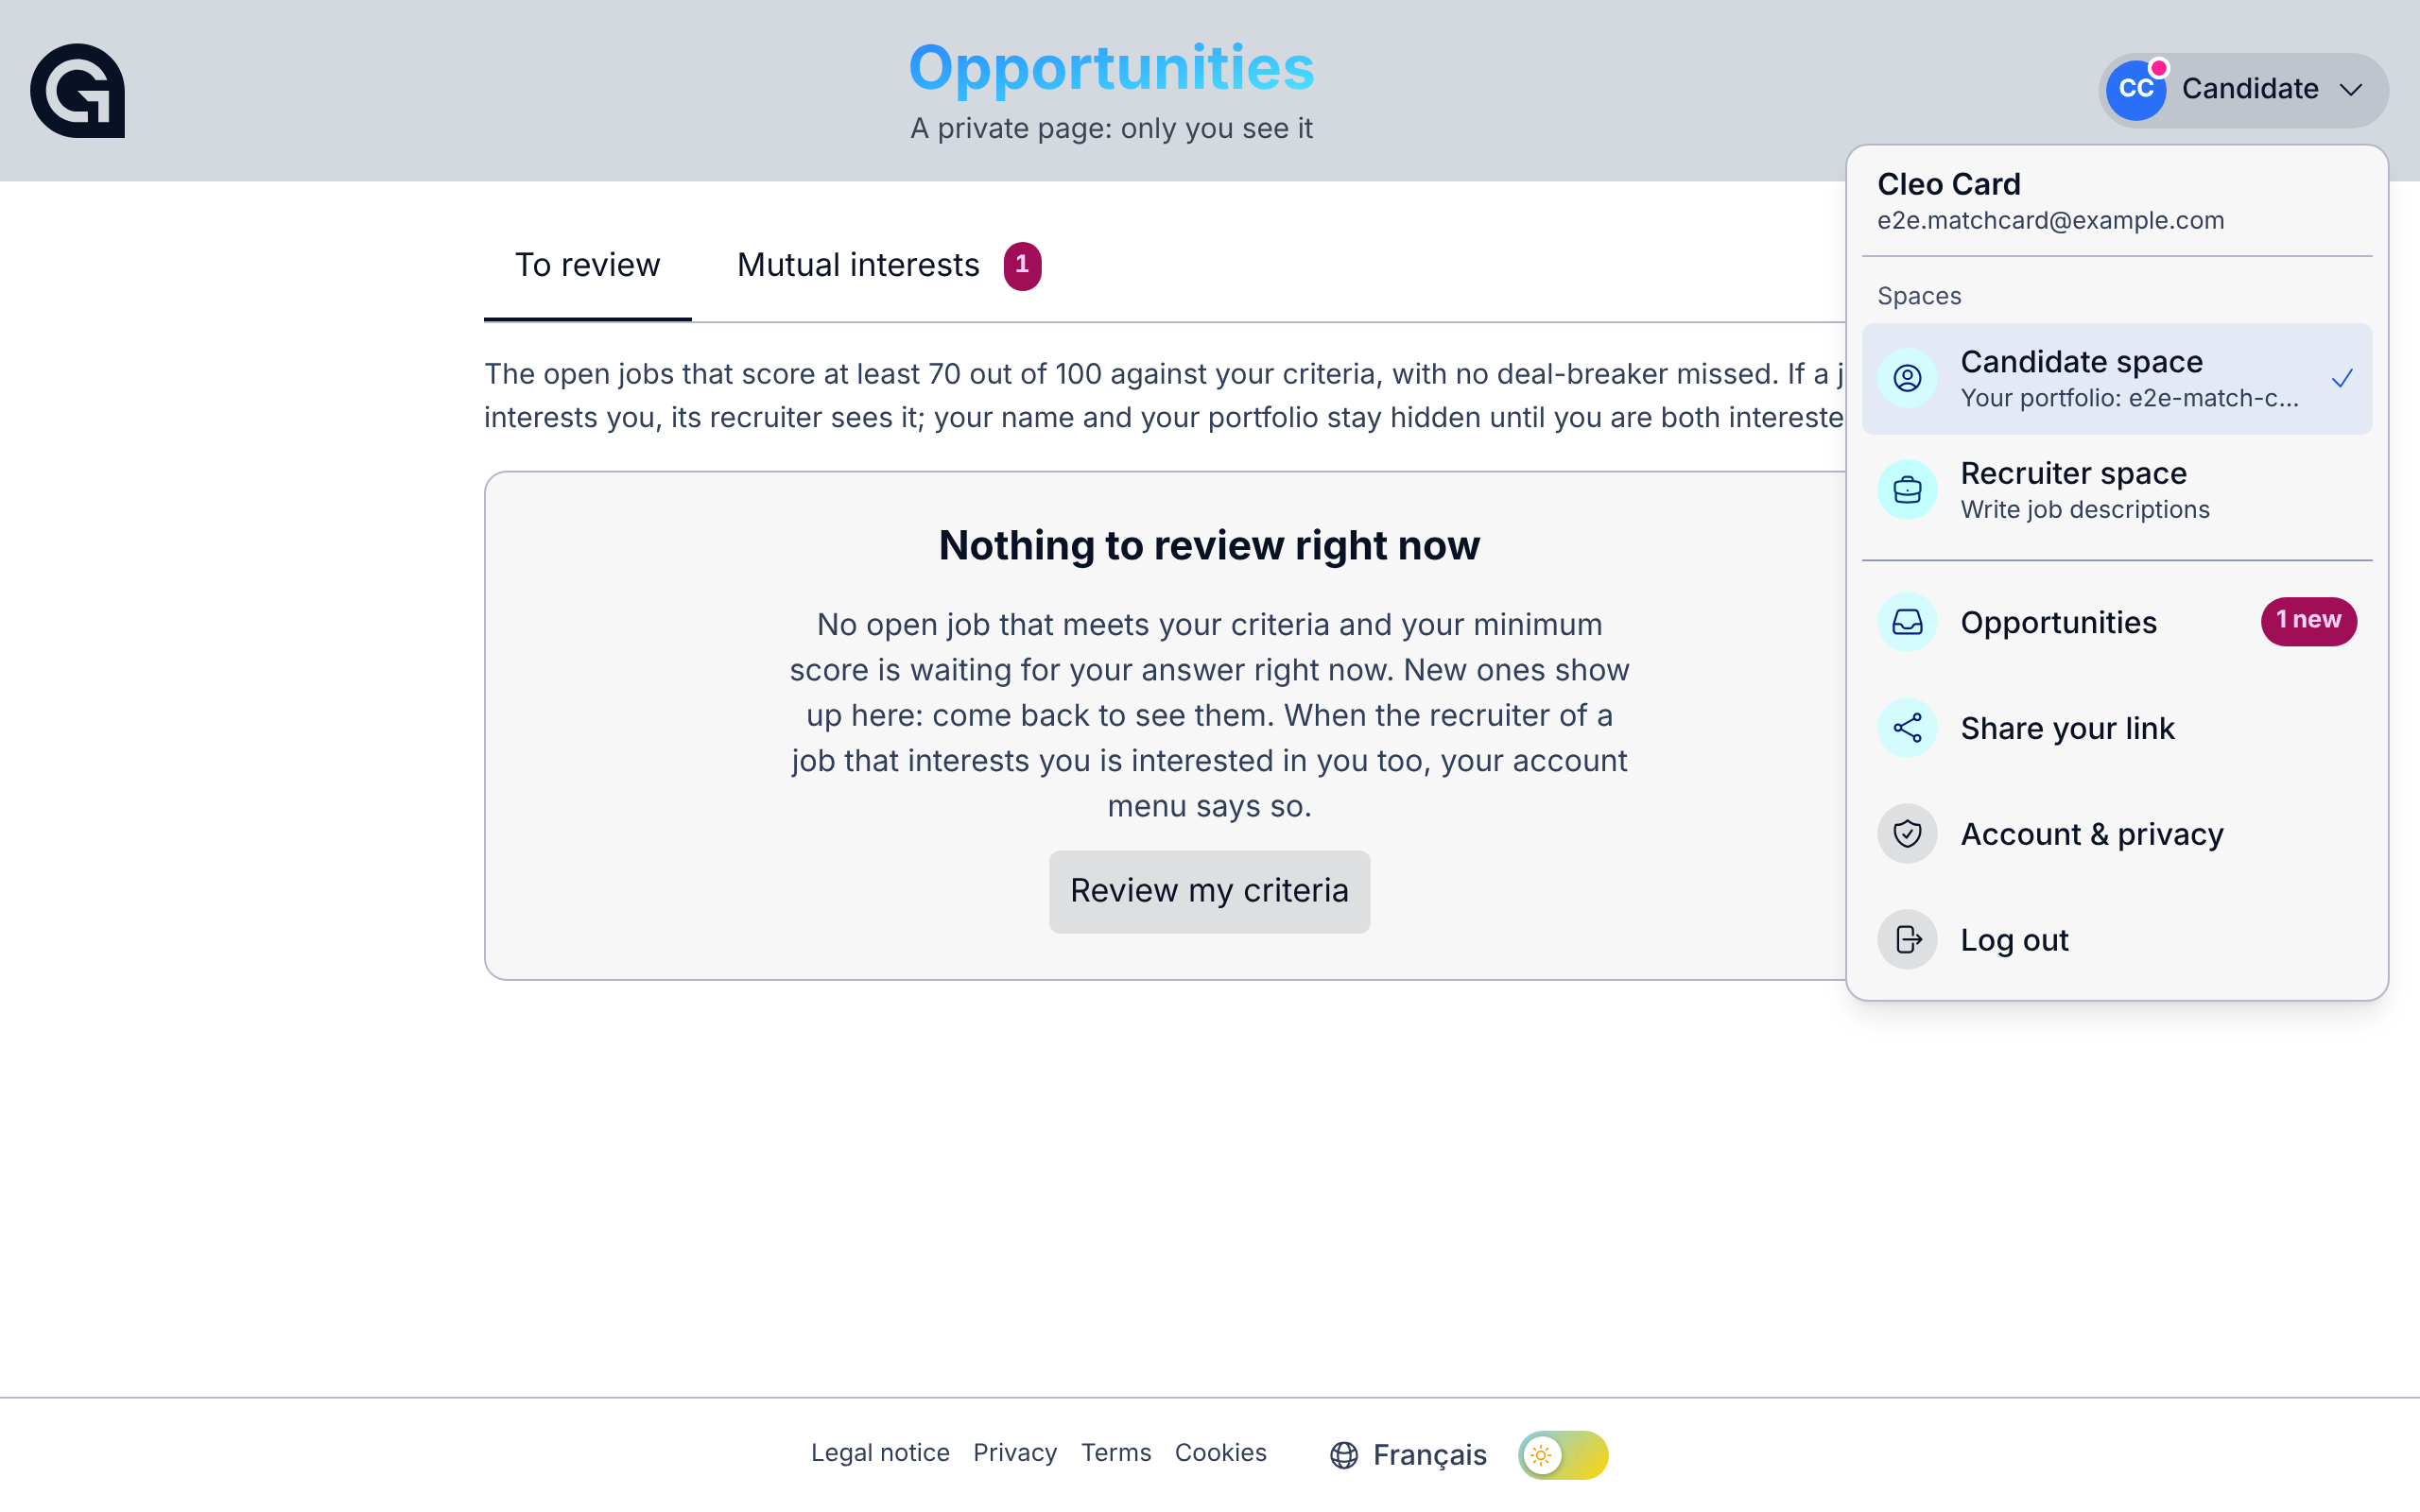 Opportunities
A private page: only you see it
CC
Candidate
Cleo Card
e2e.matchcard@example.com
Spaces
Candidate space
Your portfolio: e2e-match-c...
Recruiter space
Write job descriptions
Opportunities
1 new
Share your link
Account & privacy
Log out
To review
Mutual interests
1
The open jobs that score at least 70 out of 100 against your criteria, with no deal-breaker missed. If a j
interests you, its recruiter sees it; your name and your portfolio stay hidden until you are both intereste
Nothing to review right now
No open job that meets your criteria and your minimum
score is waiting for your answer right now. New ones show
up here: come back to see them. When the recruiter of a
job that interests you is interested in you too, your account
menu says so.
Review my criteria
Legal notice
Privacy
Terms
Cookies
Français